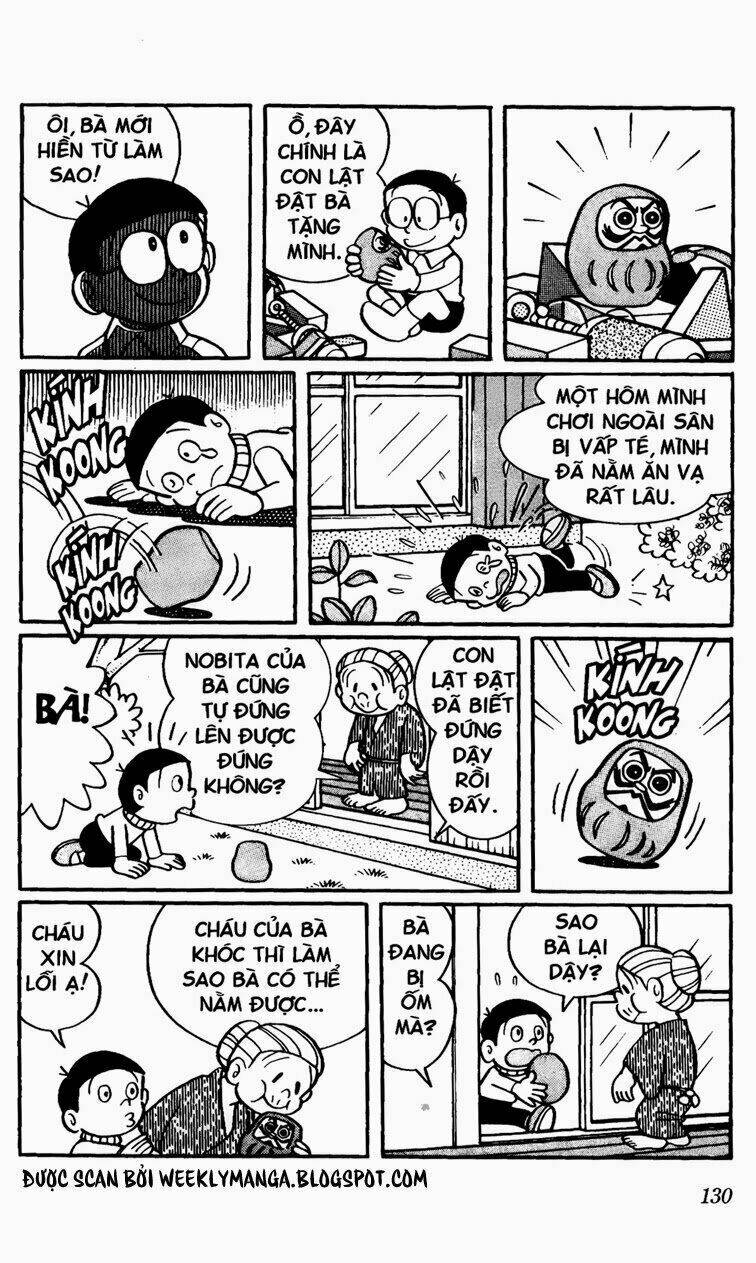 Ồ, ĐÂY
CHÍNH LÀ
CON LẬT
ĐẬT BÀ
TẶNG
MÌNH.
ÔI, BÀ MỚI
HIỀN TỪ LÀM
SAO!
MỘT HÔM MÌNH
CHƠI NGOÀI SÂN
BỊ VẤP TÉ, MÌNH
ĐÃ NẰM ĂN VẠ
RẤT LÂU.
KÍNH
KOONG
KÍNH
KOONG
KÍNH
KOONG
CON
LẬT ĐẬT
ĐÃ BIẾT
ĐỨNG
DẬY
RỒI
ĐẤY.
NOBITA CỦA
BÀ CŨNG
TỰ ĐỨNG
LÊN ĐƯỢC
ĐÚNG
KHÔNG?
BÀ!
SAO
BÀ LẠI
DẬY?
BÀ
ĐANG
BỊ
ỐM
MÀ?
CHÁU CỦA BÀ
KHÓC THÌ LÀM
SAO BÀ CÓ THỂ
NẰM ĐƯỢC...
CHÁU
XIN
LỖI Ạ!
ĐƯỢC SCAN BỞI WEEKLYMANGA.BLOGSPOT.COM
130